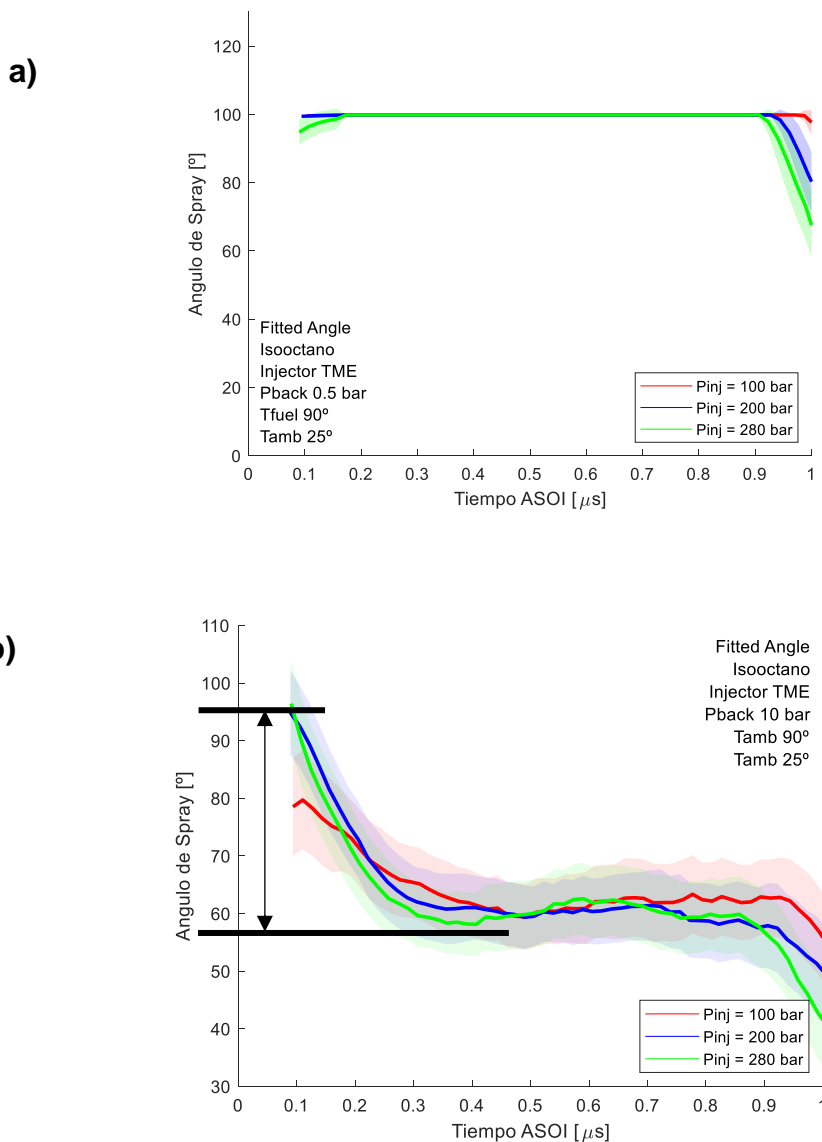 a)
120
100
80
60
40
20
0
Angulo de Spray [º]
Fitted Angle
Isooctano
Injector TME
Pback 0.5 bar
Tfuel 90º
Tamb 25º
Pinj = 100 bar
Pinj = 200 bar
Pinj = 280 bar
0 0.1 0.2 0.3 0.4 0.5 0.6 0.7 0.8 0.9 1
Tiempo ASOI [ μs]
)
110
100
90
80
70
60
50
40
30
Angulo de Spray [º]
Fitted Angle
Isooctano
Injector TME
Pback 10 bar
Tamb 90º
Tamb 25º
Pinj = 100 bar
Pinj = 200 bar
Pinj = 280 bar
0 0.1 0.2 0.3 0.4 0.5 0.6 0.7 0.8 0.9 1
Tiempo ASOI [ μs]